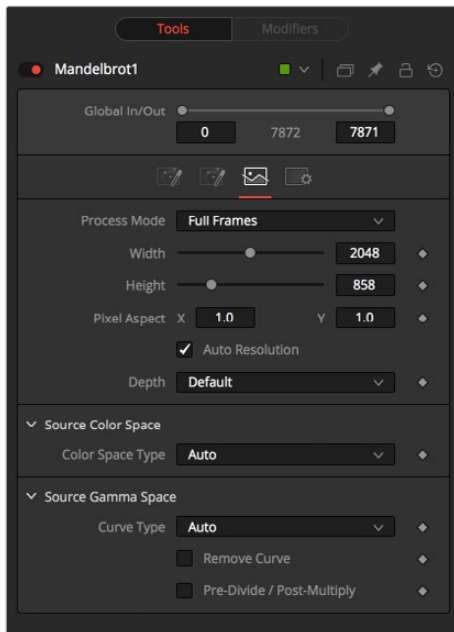 Tools Modifiers
Mandelbrot1
Global In/Out
0 7872 7871
Process Mode Full Frames
Width 2048
Height 858
Pixel Aspect X 1.0 Y 1.0
Auto Resolution
Depth Default
Source Color Space
Color Space Type Auto
Source Gamma Space
Curve Type Auto
Remove Curve
Pre-Divide / Post-Multiply